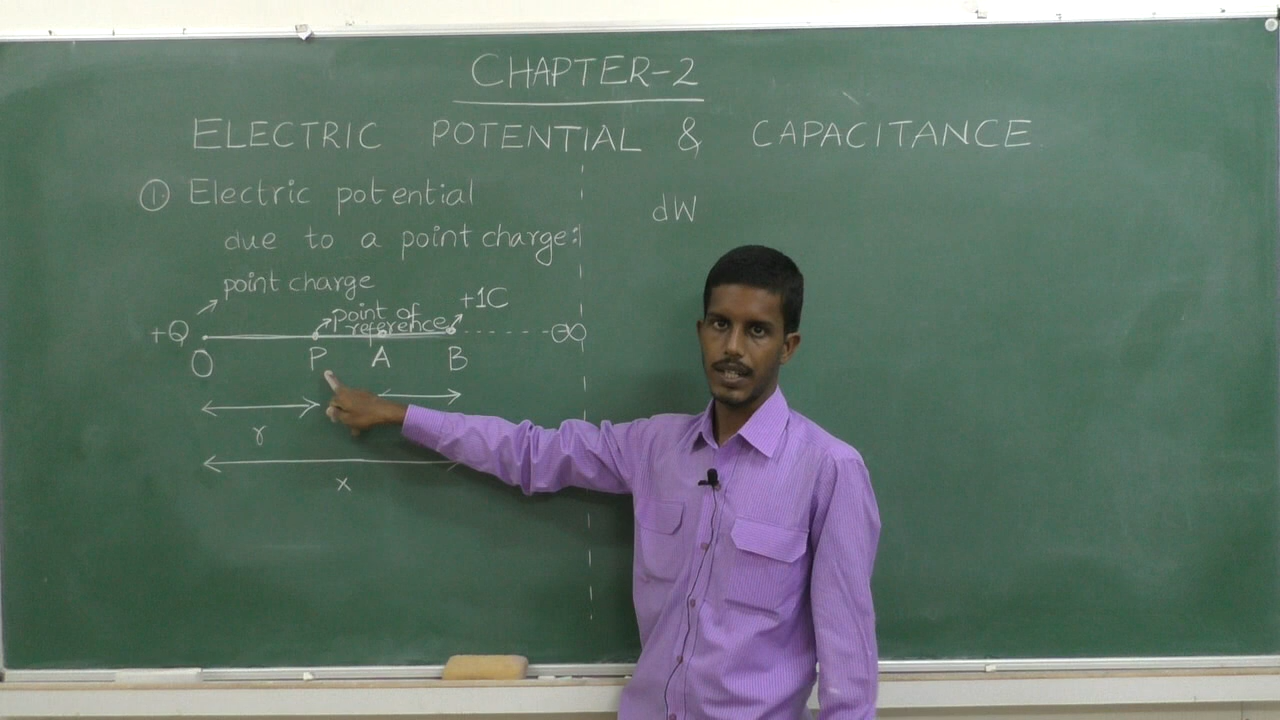 CHAPTER-2
ELECTRIC POTENTIAL & CAPACITANCE
① Electric potential
due to a point charge:
point charge
+1C
point of
reference
+Q
∞
O P A B
r
x
dW